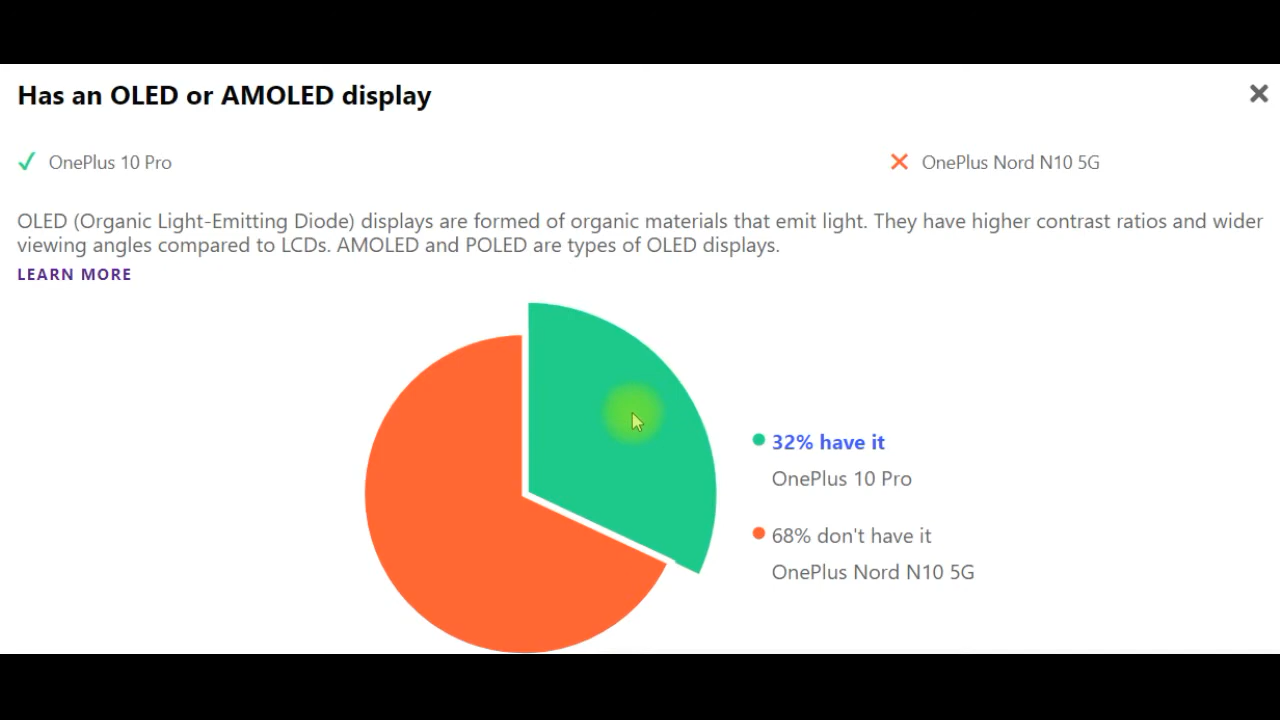 Has an OLED or AMOLED display
OnePlus 10 Pro
OnePlus Nord N10 5G
OLED (Organic Light-Emitting Diode) displays are formed of organic materials that emit light. They have higher contrast ratios and wider
viewing angles compared to LCDs. AMOLED and POLED are types of OLED displays.
LEARN MORE
32% have it
OnePlus 10 Pro
68% don't have it
OnePlus Nord N10 5G